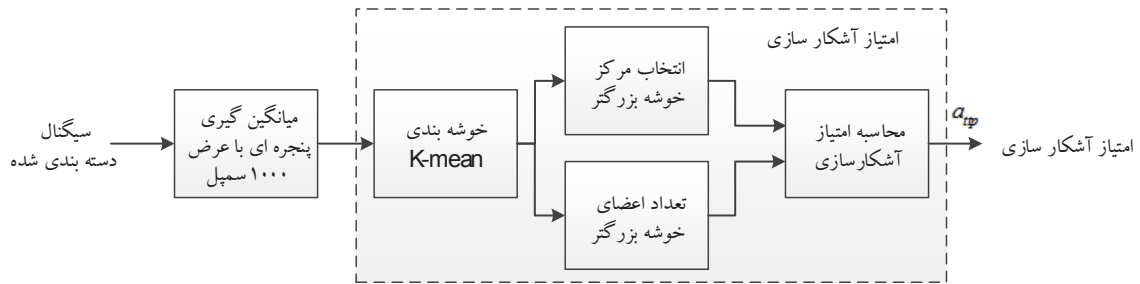 امتیاز آشکار سازی
سیگنال
دسته بندی شده
میانگین گیری
پنجره ای با عرض
۱۰۰۰ سمپل
خوشه بندی
K-mean
انتخاب مرکز
خوشه بزرگتر
تعداد اعضای
خوشه بزرگتر
محاسبه امتیاز
آشکارسازی
a_tip
امتیاز آشکار سازی